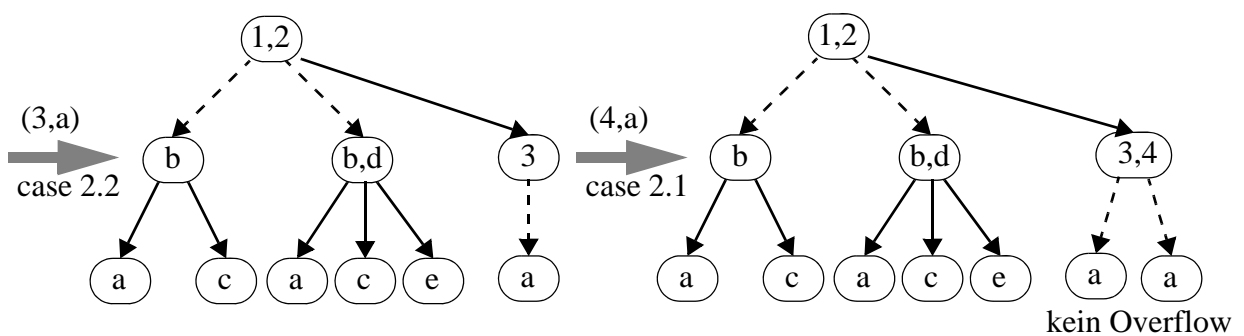 1,2 1,2
(3,a) (4,a)
b b,d 3 b b,d 3,4
case 2.2 case 2.1
a c a c e a a c a c e a a
kein Overflow